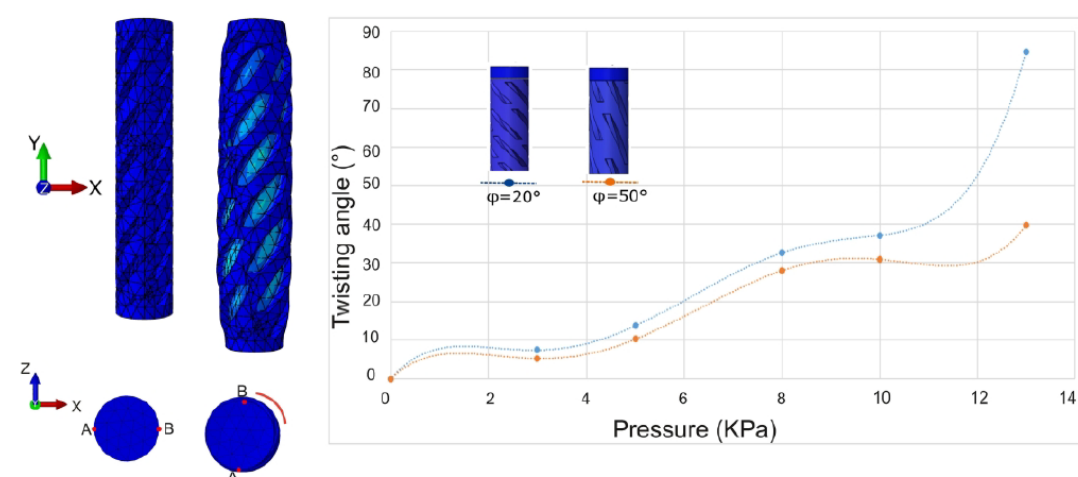 Y
Z
X
Z
X
A
B
B
A
90
80
70
60
50
40
30
20
10
0
Twisting angle (°)
φ=20°
φ=50°
0 2 4 6 8 10 12 14
Pressure (KPa)